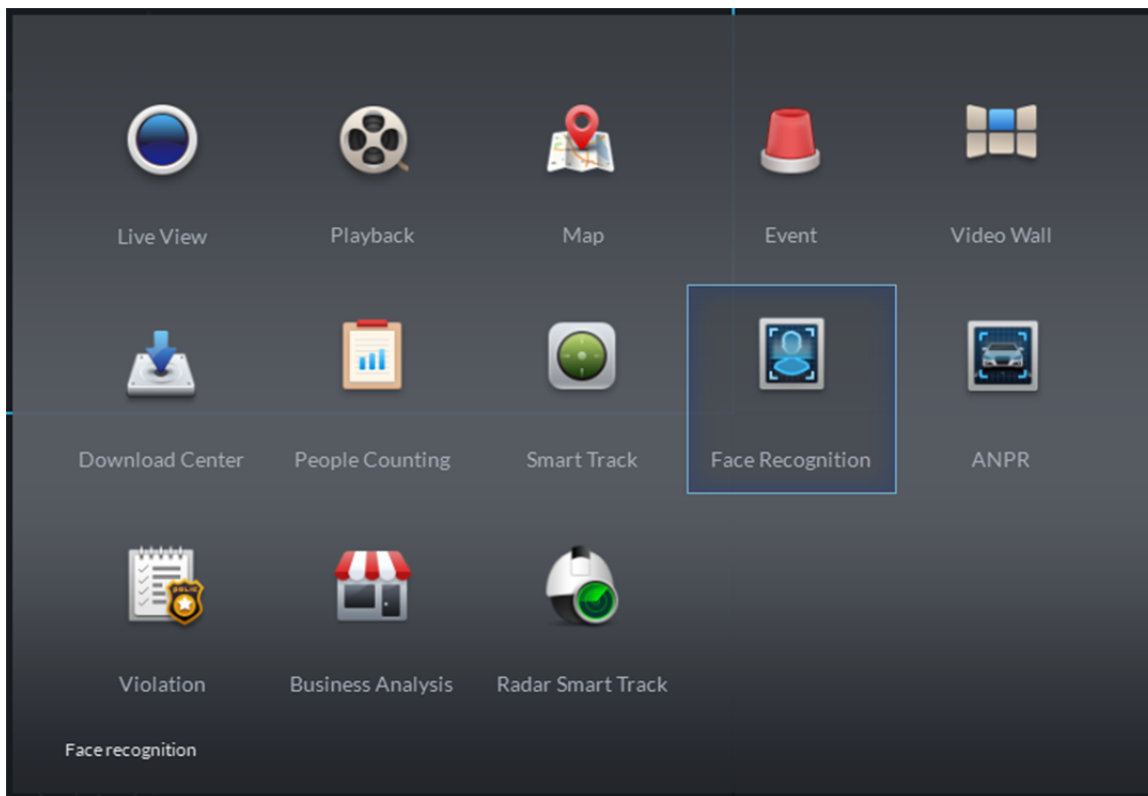 Live View
Playback
Map
Event
Video Wall
Download Center
People Counting
Smart Track
Face Recognition
ANPR
POLIC
Violation
Business Analysis
Radar Smart Track
Face recognition